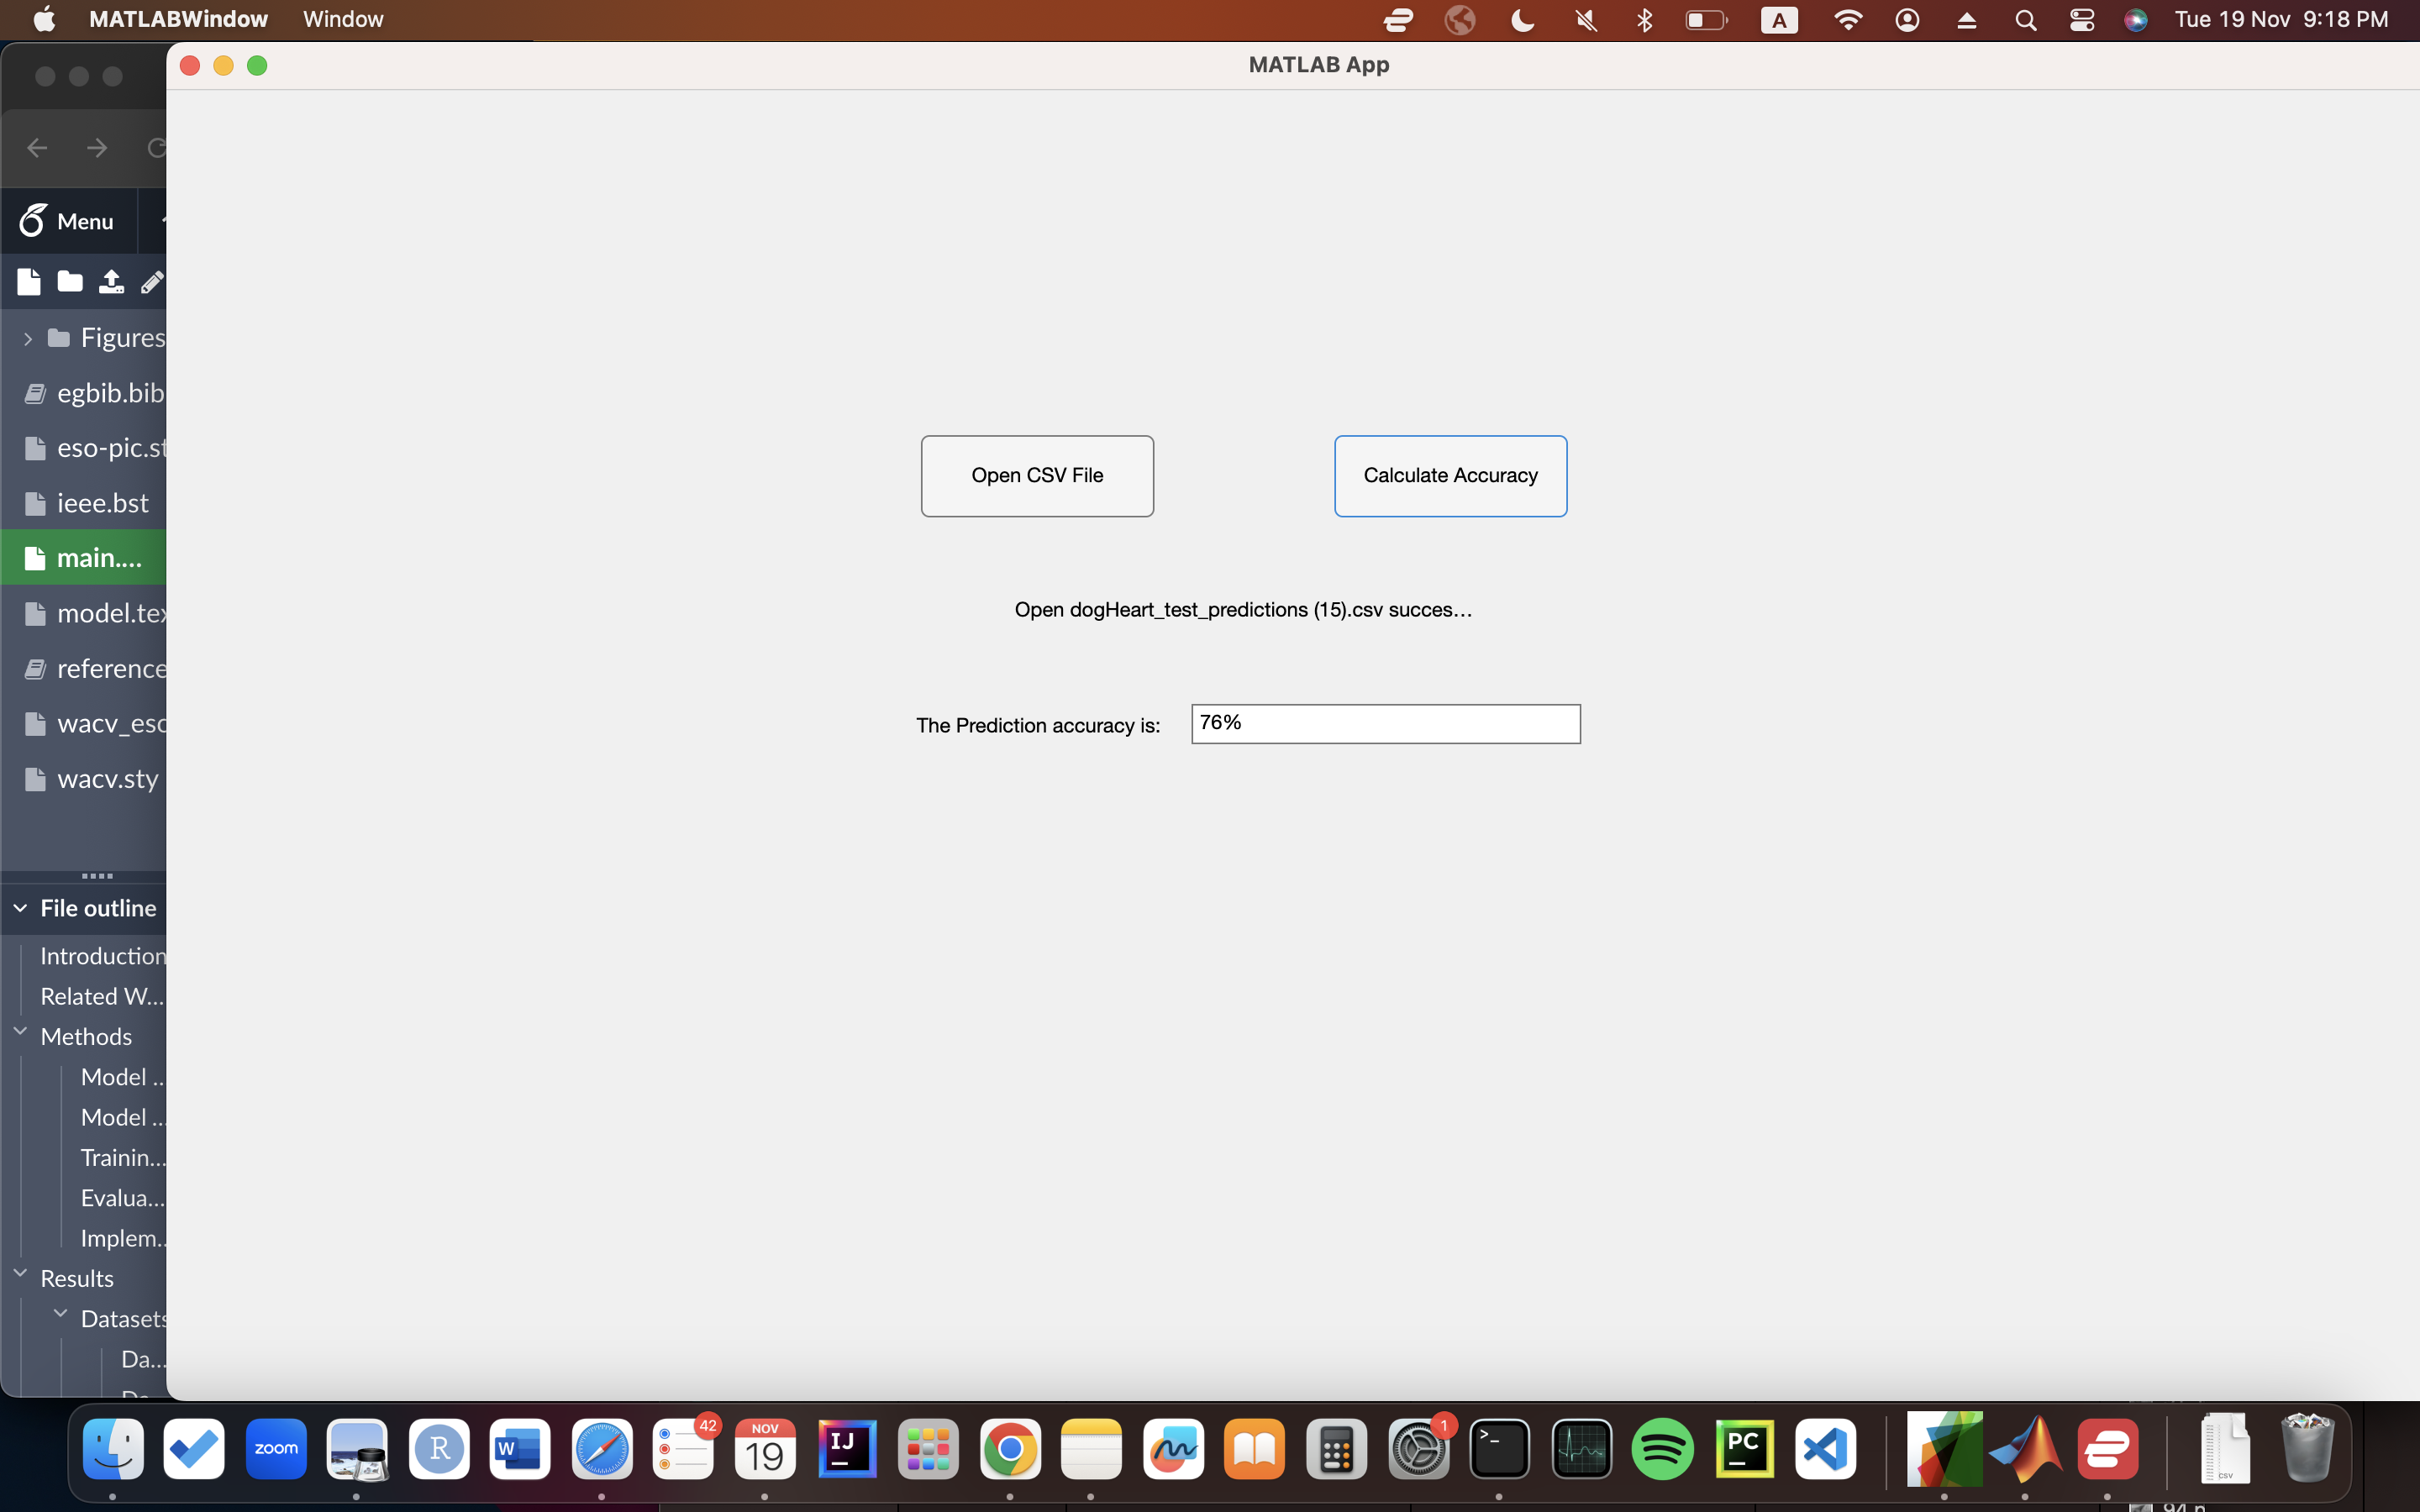 MATLABWindow Window A Tue 19 Nov 9:18 PM
MATLAB App
Menu
Figures
egbib.bib
eso-pic.st
ieee.bst
main....
model.tex
reference
wacv_eso
wacv.sty
File outline
Introduction
Related W...
Methods
Model ...
Model ...
Trainin...
Evalua...
Implem...
Results
Datasets
Da...
Open CSV File
Calculate Accuracy
Open dogHeart_test_predictions (15).csv succes...
The Prediction accuracy is: 76%
zoom
R
W
42
NOV
19
IJ
1
>_
PC
CSV